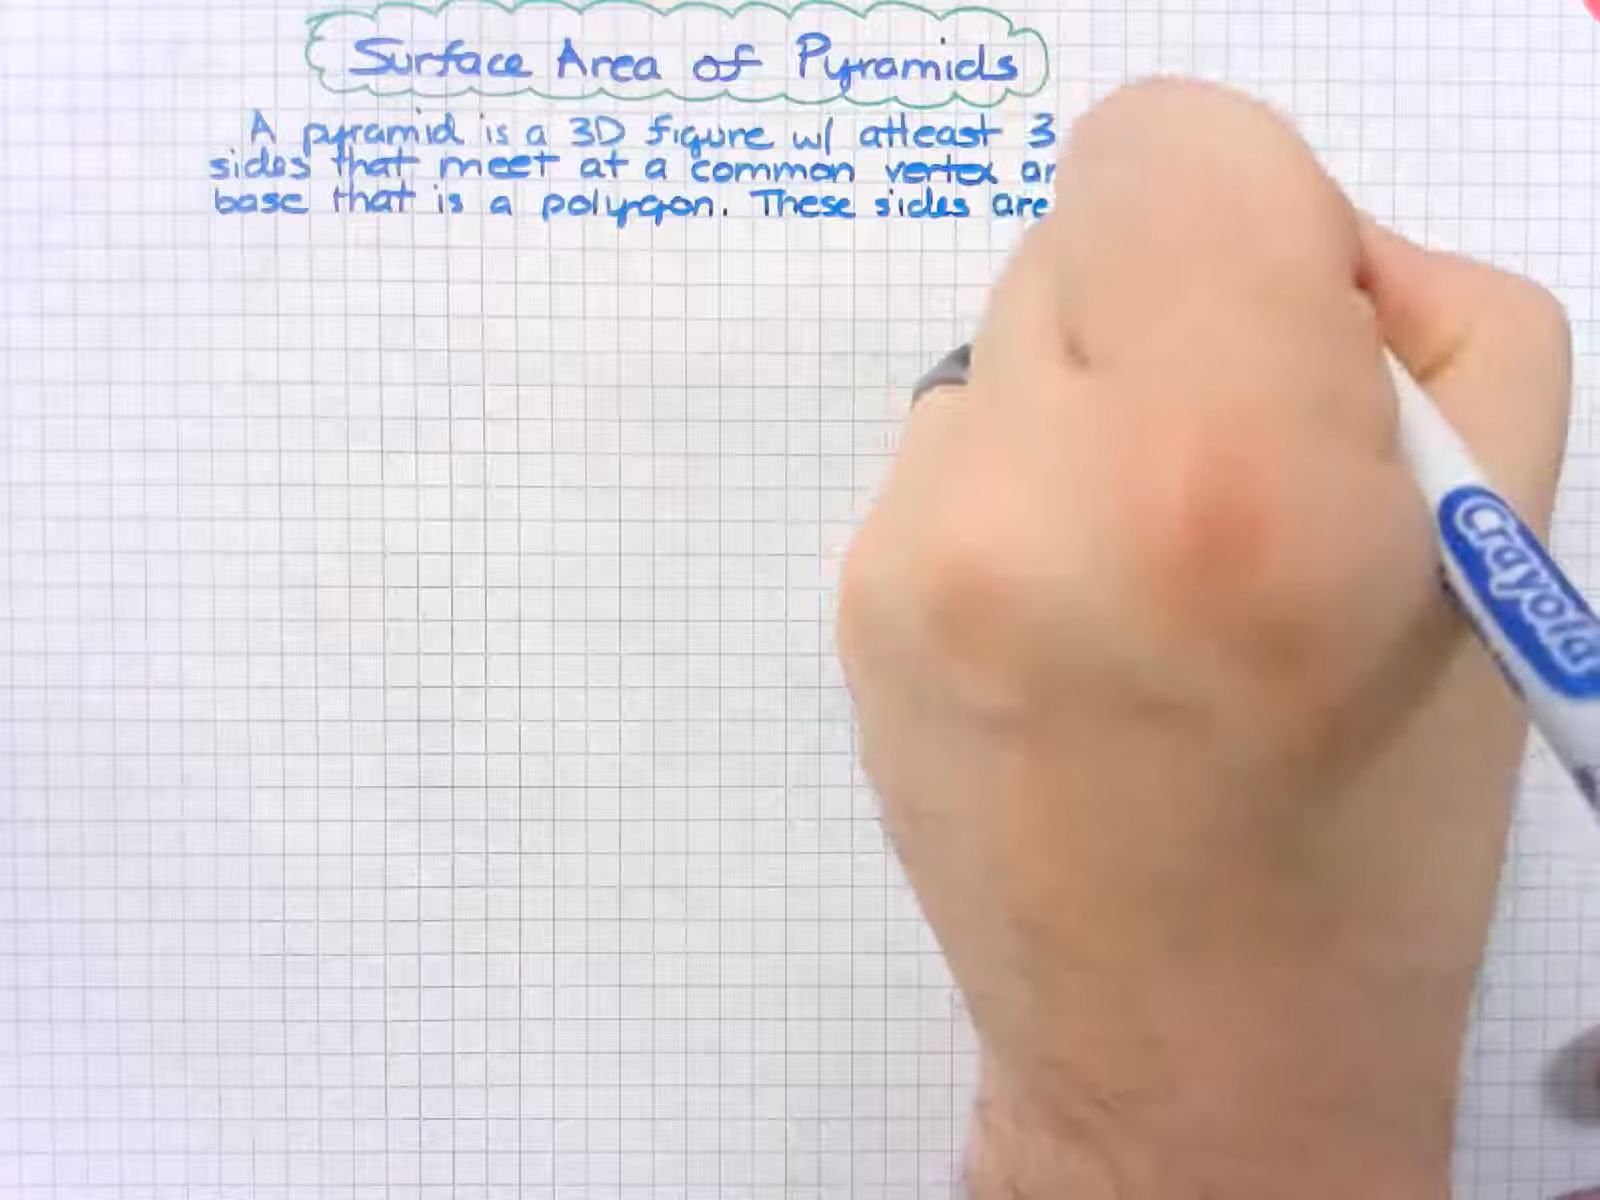 Surface Area of Pyramids
A pyramid is a 3D figure w/ atleast 3
sides that meet at a common vertex
base that is a polygon. These sides are
Crayola